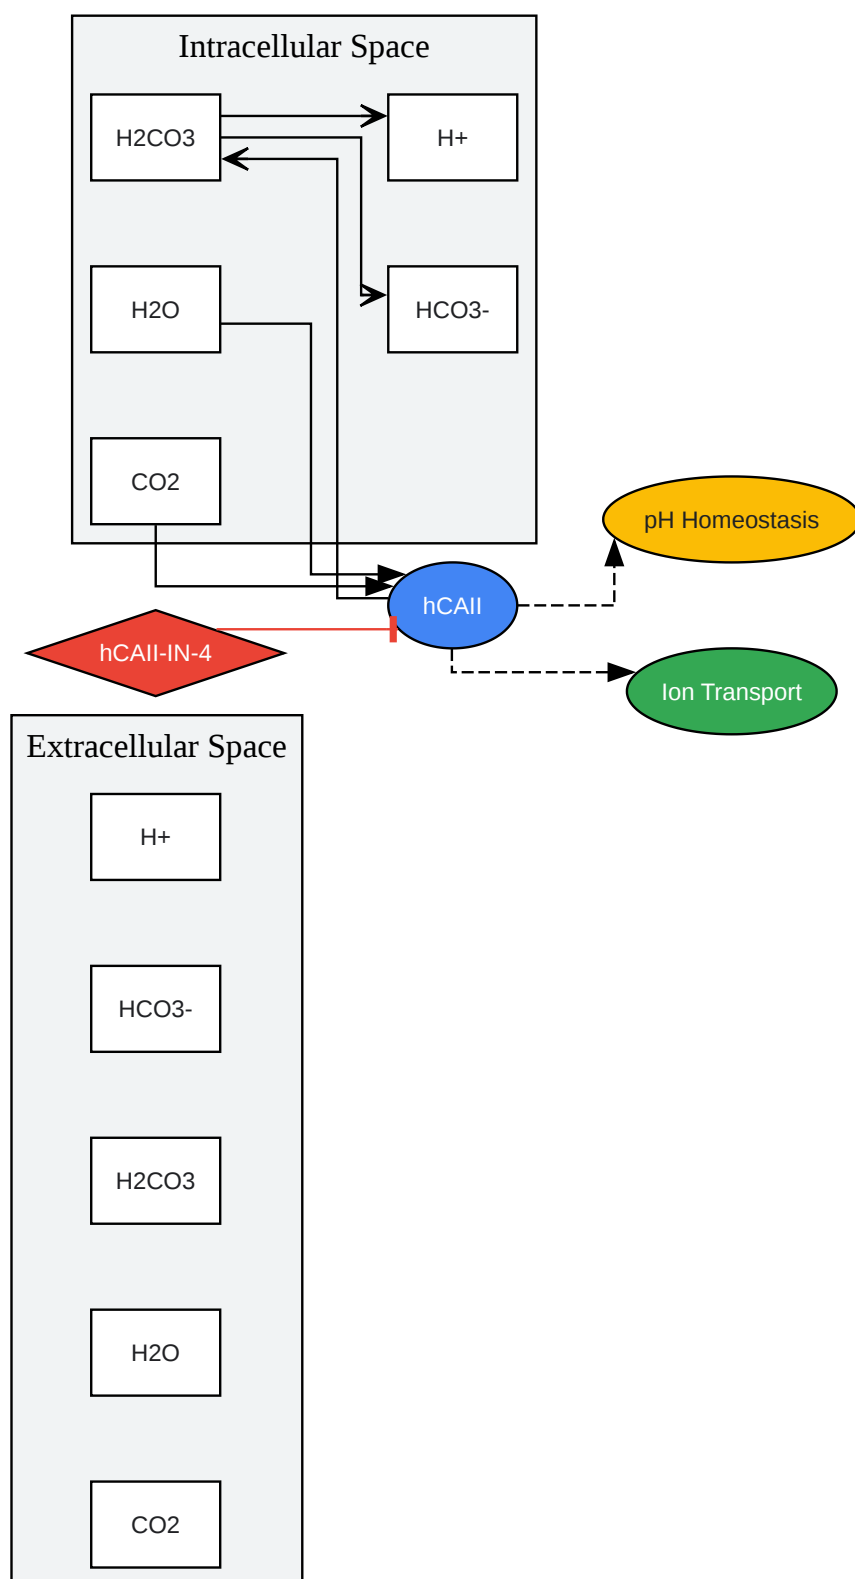 Intracellular Space
H2CO3
H+
H2O
HCO3-
CO2
pH Homeostasis
hCAII
hCAII-IN-4
Ion Transport
Extracellular Space
H+
HCO3-
H2CO3
H2O
CO2